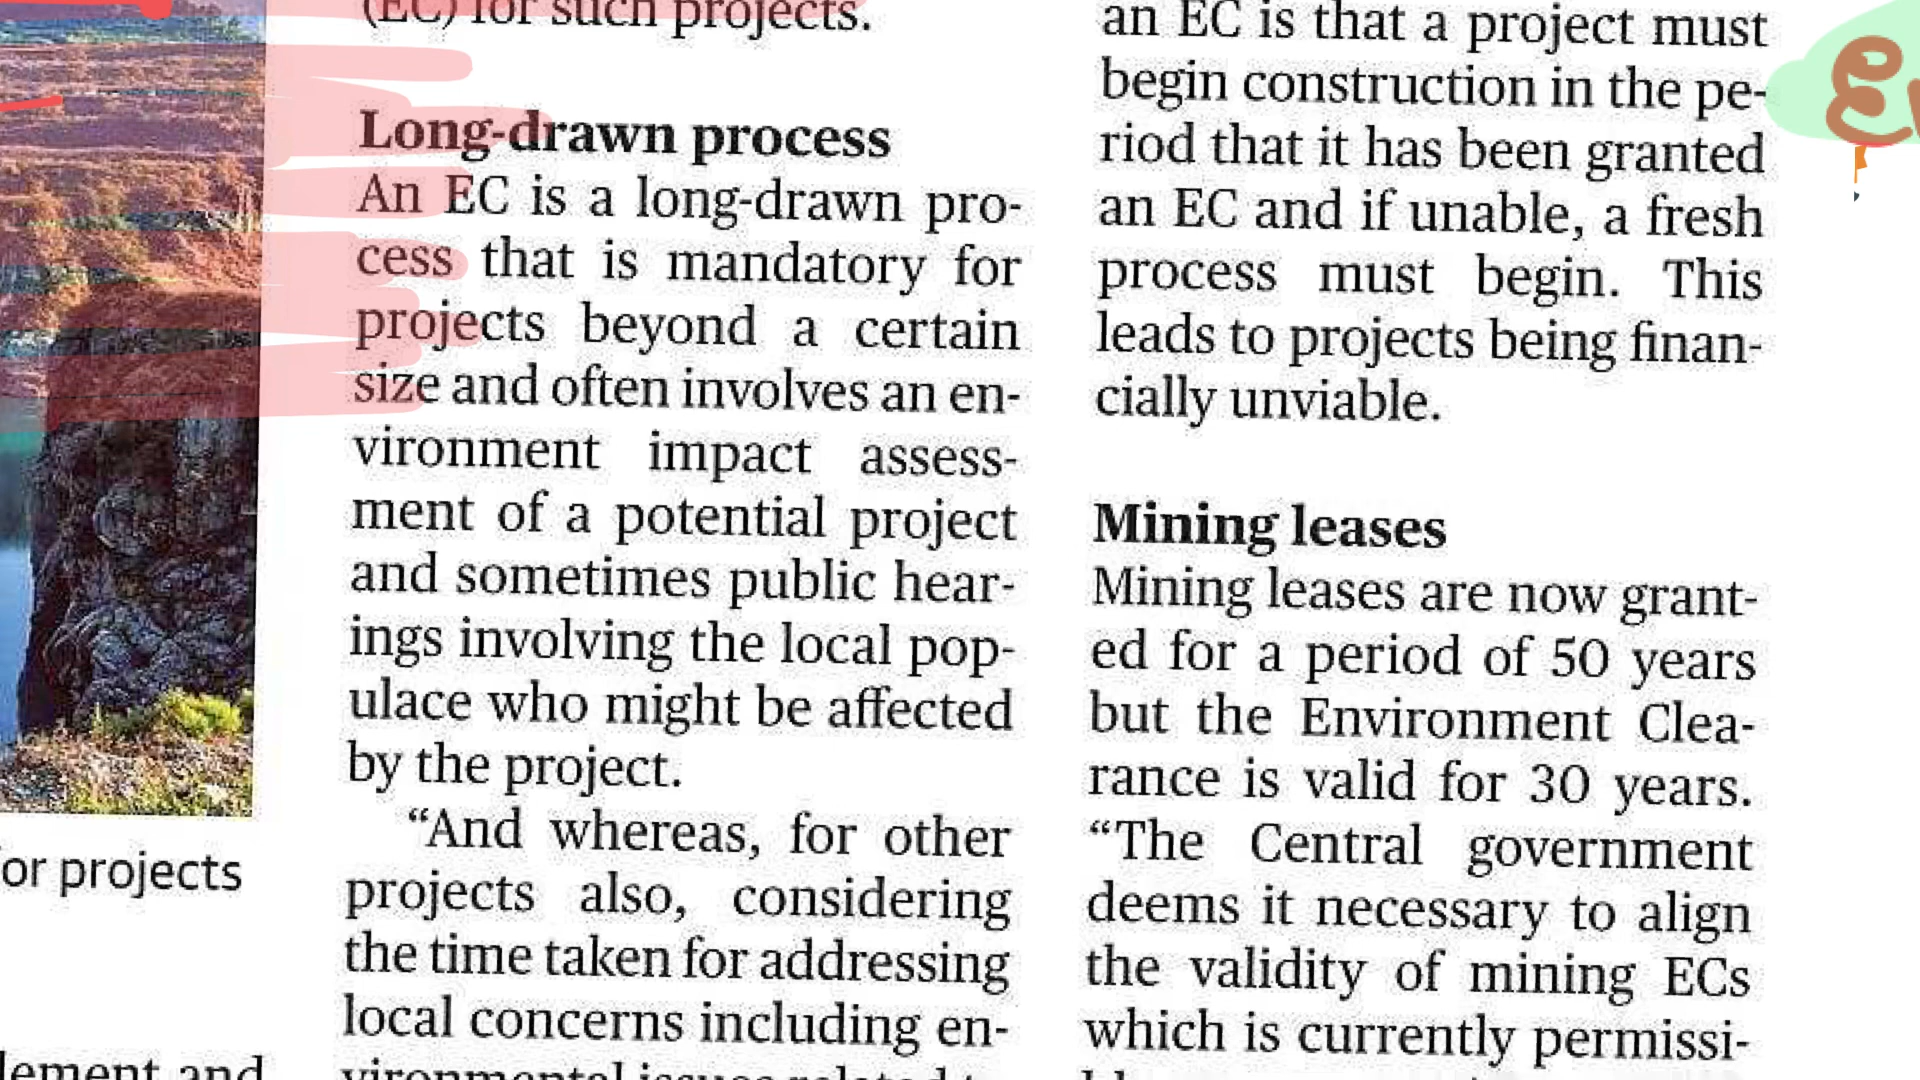 (EC) for such projects.
Long-drawn process
An EC is a long-drawn pro-
cess that is mandatory for
projects beyond a certain
size and often involves an en-
vironment impact assess-
ment of a potential project
and sometimes public hear-
ings involving the local pop-
ulace who might be affected
by the project.
“And whereas, for other
projects also, considering
the time taken for addressing
local concerns including en-
vironmental issues related
an EC is that a project must
begin construction in the pe-
riod that it has been granted
an EC and if unable, a fresh
process must begin. This
leads to projects being finan-
cially unviable.
Mining leases
Mining leases are now grant-
ed for a period of 50 years
but the Environment Clea-
rance is valid for 30 years.
“The Central government
deems it necessary to align
the validity of mining ECs
which is currently permissi-
or projects
and